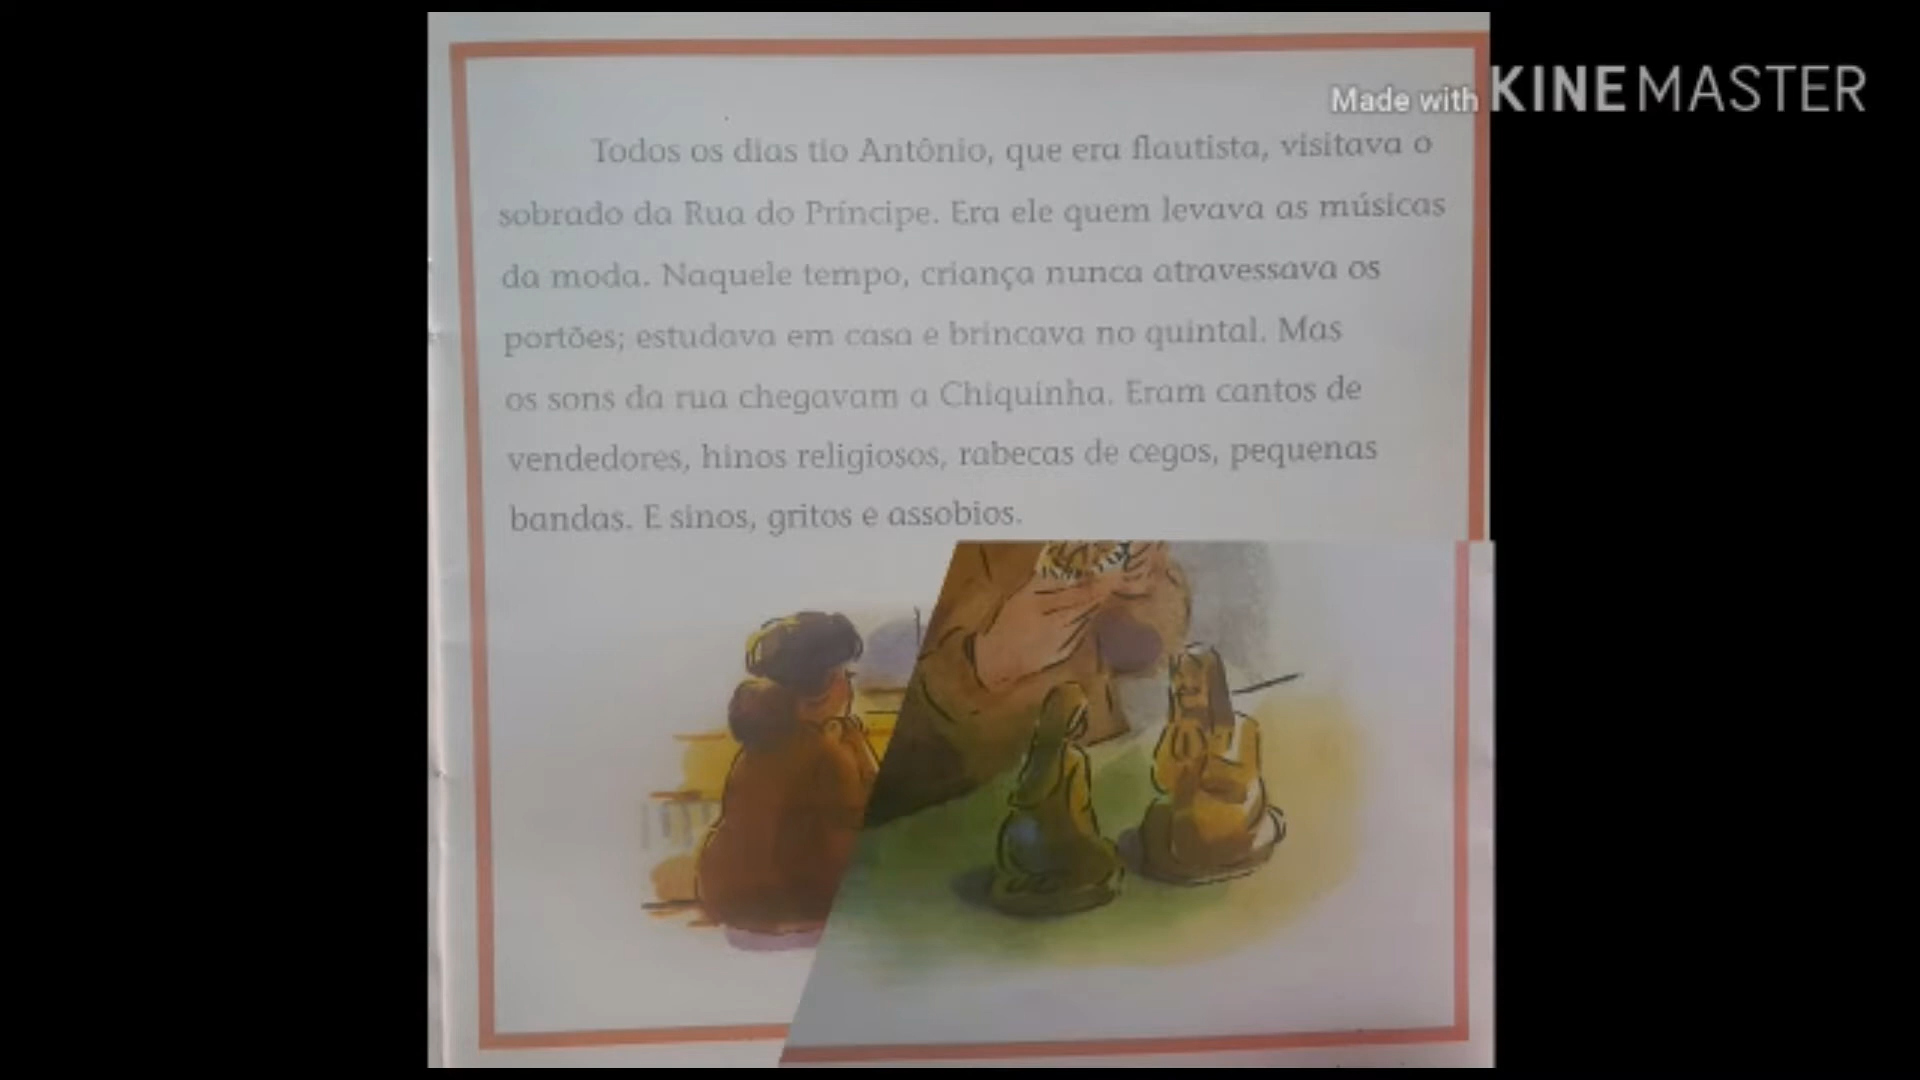 Made with KINEMASTER
Todos os dias tio Antônio, que era flautista, visitava o
sobrado da Rua do Príncipe. Era ele quem levava as músicas
da moda. Naquele tempo, criança nunca atravessava os
portões; estudava em casa e brincava no quintal. Mas
os sons da rua chegavam a Chiquinha. Eram cantos de
vendedores, hinos religiosos, rabecas de cegos, pequenas
bandas. E sinos, gritos e assobios.